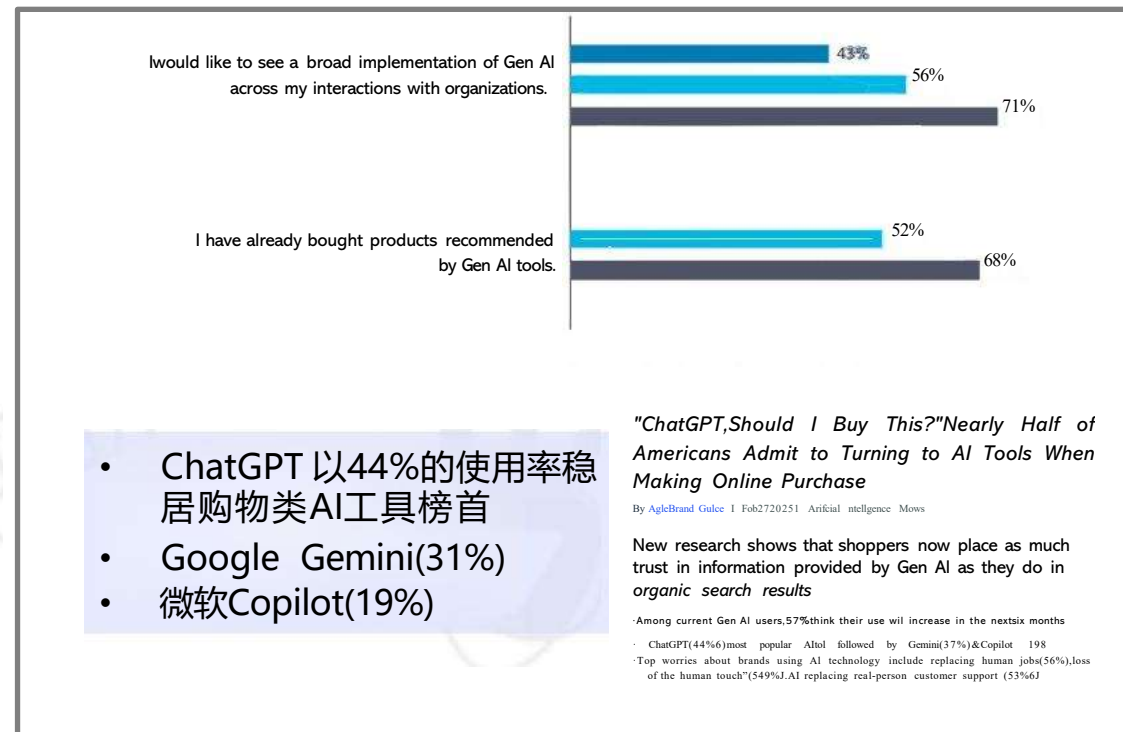 Iwould like to see a broad implementation of Gen AI
across my interactions with organizations.
43%
56%
71%
I have already bought products recommended
by Gen AI tools.
52%
68%
• ChatGPT 以44%的使用率稳
居购物类AI工具榜首
• Google Gemini(31%)
• 微软Copilot(19%)
"ChatGPT,Should I Buy This?"Nearly Half of
Americans Admit to Turning to AI Tools When
Making Online Purchase
By AgleBrand Gulce I Fob2720251 Arifcial ntellgence Mows
New research shows that shoppers now place as much
trust in information provided by Gen AI as they do in
organic search results
·Among current Gen AI users,57%think their use wil increase in the nextsix months
· ChatGPT(44%6)most popular AItol followed by Gemini(37%)&Copilot 198
·Top worries about brands using AI technology include replacing human jobs(56%),loss
of the human touch”(549%J.AI replacing real-person customer support (53%6J